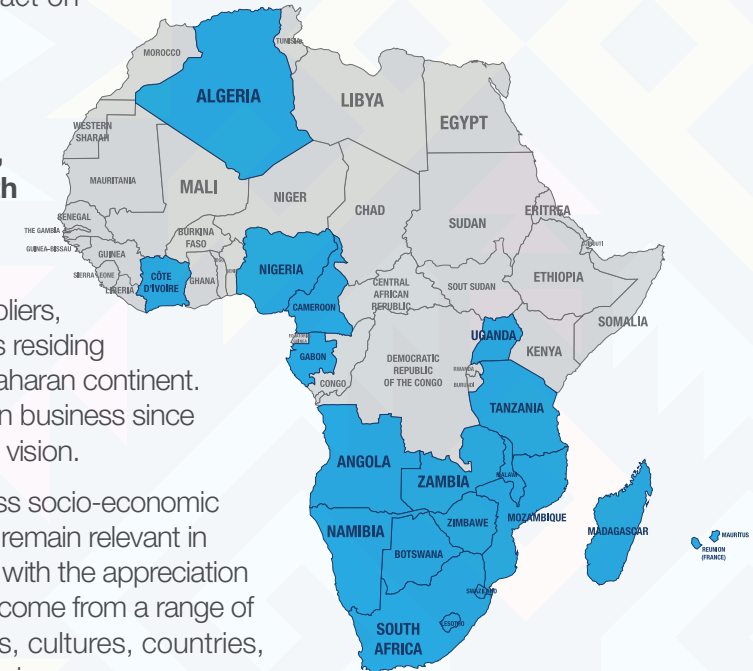 act on
,
h
pliers,
s residing
aharan continent.
n business since
vision.
ss socio-economic
remain relevant in
with the appreciation
come from a range of
s, cultures, countries,
MOROCCO
TUNISIA
ALGERIA
LIBYA
EGYPT
WESTERN
SHARAH
MAURITANIA
MALI
NIGER
CHAD
SUDAN
ERITREA
DJIBOUTI
SENEGAL
THE GAMBIA
GUINEA-BISSAU
GUINEA
SIERRA LEONE
LIBERIA
CÔTE
D'IVOIRE
BURKINA
FASO
GHANA
NIGERIA
CAMEROON
CENTRAL
AFRICAN
REPUBLIC
SOUT SUDAN
ETHIOPIA
SOMALIA
UGANDA
KENYA
GABON
CONGO
DEMOCRATIC
REPUBLIC
OF THE CONGO
RWANDA
BURUNDI
TANZANIA
ANGOLA
ZAMBIA
MALAWI
MOZAMBIQUE
ZIMBAWE
NAMIBIA
BOTSWANA
MADAGASCAR
MAURITUS
REUNION
(FRANCE)
SWAZILAND
LESOTHO
SOUTH
AFRICA